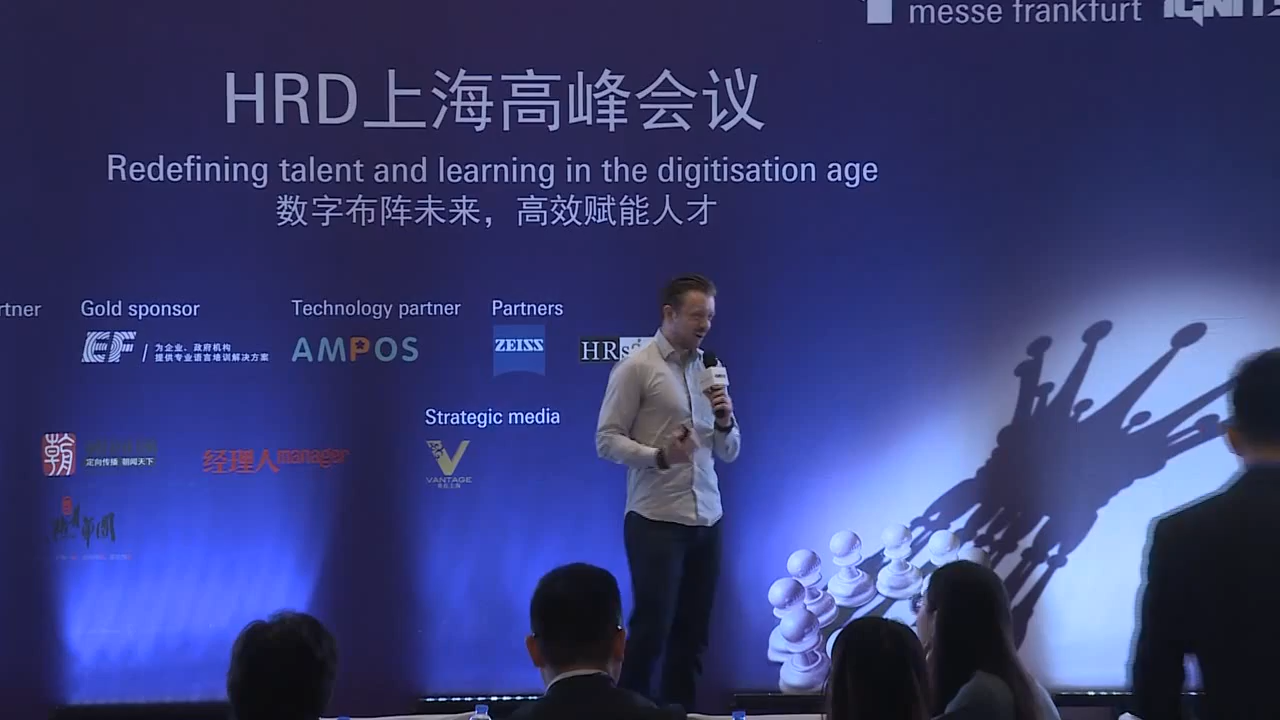 messe frankfurt
HRD上海高峰会议
Redefining talent and learning in the digitisation age
数字布阵未来，高效赋能人才
rtner
Gold sponsor
Technology partner
Partners
EF
为企业、政府机构
提供专业语言培训解决方案
AMPOS
ZEISS
HR
Strategic media
定向传播 朝闻天下
经理人manager
V
VANTAGE